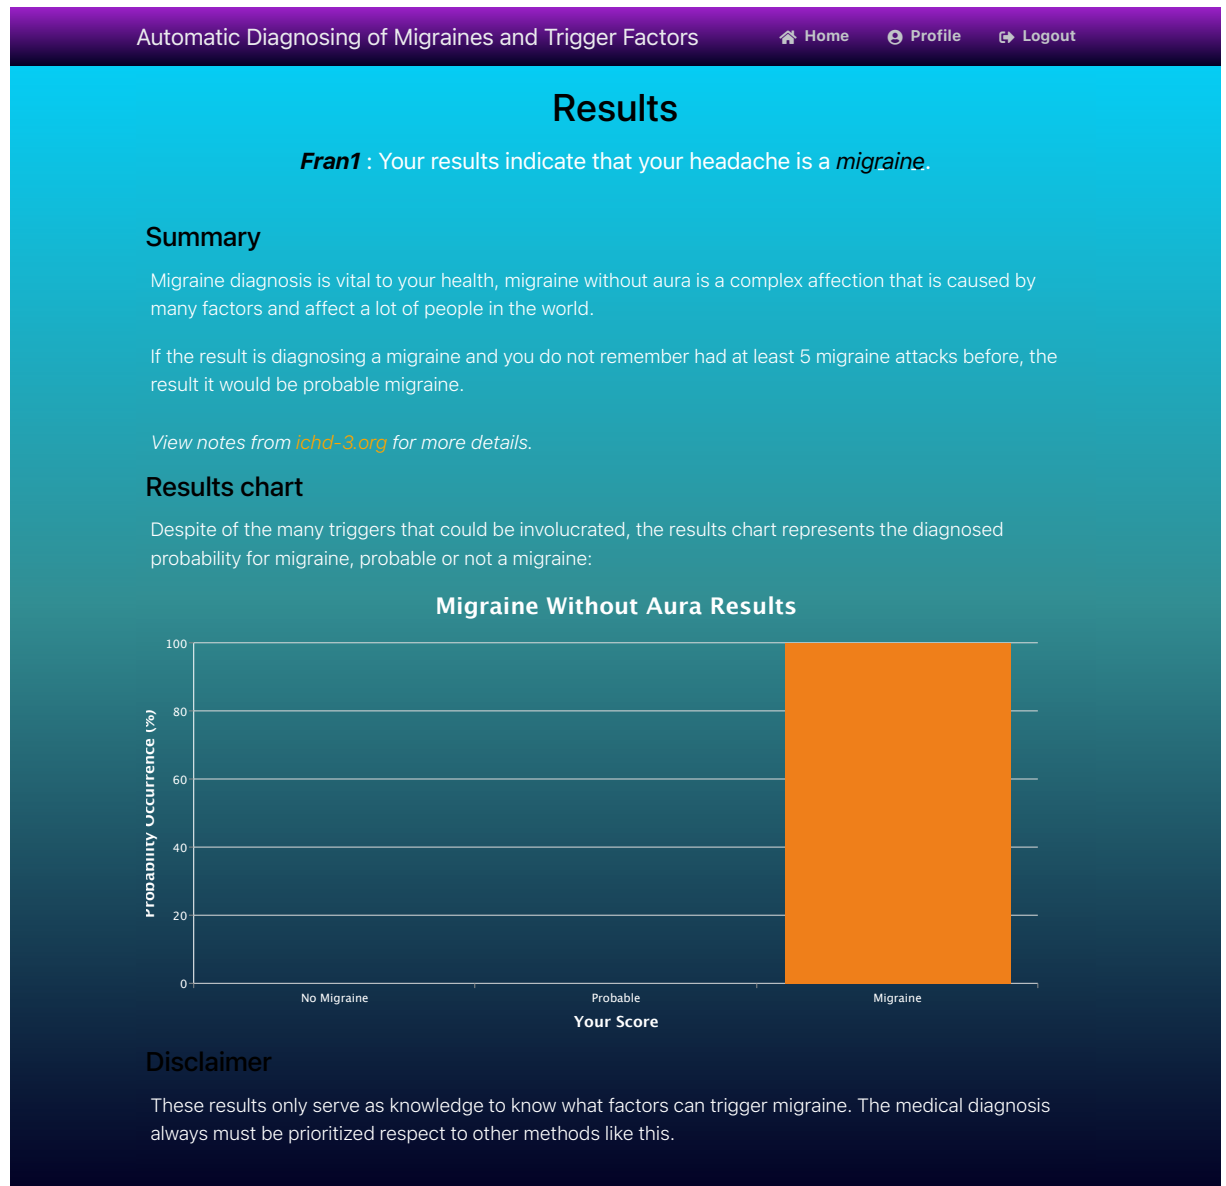 Automatic Diagnosing of Migraines and Trigger Factors Home Profile Logout
Results
Fran1 : Your results indicate that your headache is a migraine.
Summary
Migraine diagnosis is vital to your health, migraine without aura is a complex affection that is caused by
many factors and affect a lot of people in the world.
If the result is diagnosing a migraine and you do not remember had at least 5 migraine attacks before, the
result it would be probable migraine.
View notes from ichd-3.org for more details.
Results chart
Despite of the many triggers that could be involucrated, the results chart represents the diagnosed
probability for migraine, probable or not a migraine:
Migraine Without Aura Results
Probability Occurrence (%)
100
80
60
40
20
0
No Migraine Probable Migraine
Your Score
Disclaimer
These results only serve as knowledge to know what factors can trigger migraine. The medical diagnosis
always must be prioritized respect to other methods like this.